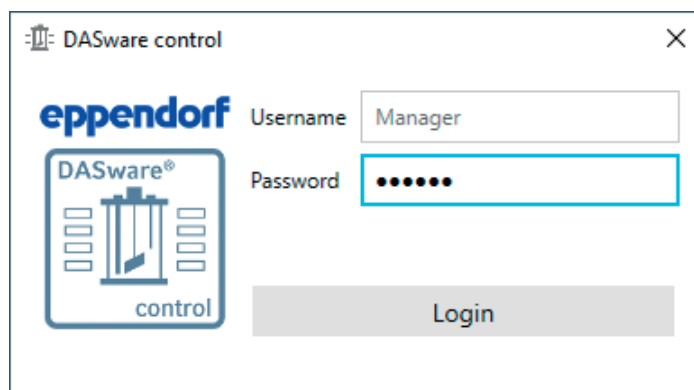 DASware control
eppendorf
Username Manager
DASware®
Password ••••••
control
Login